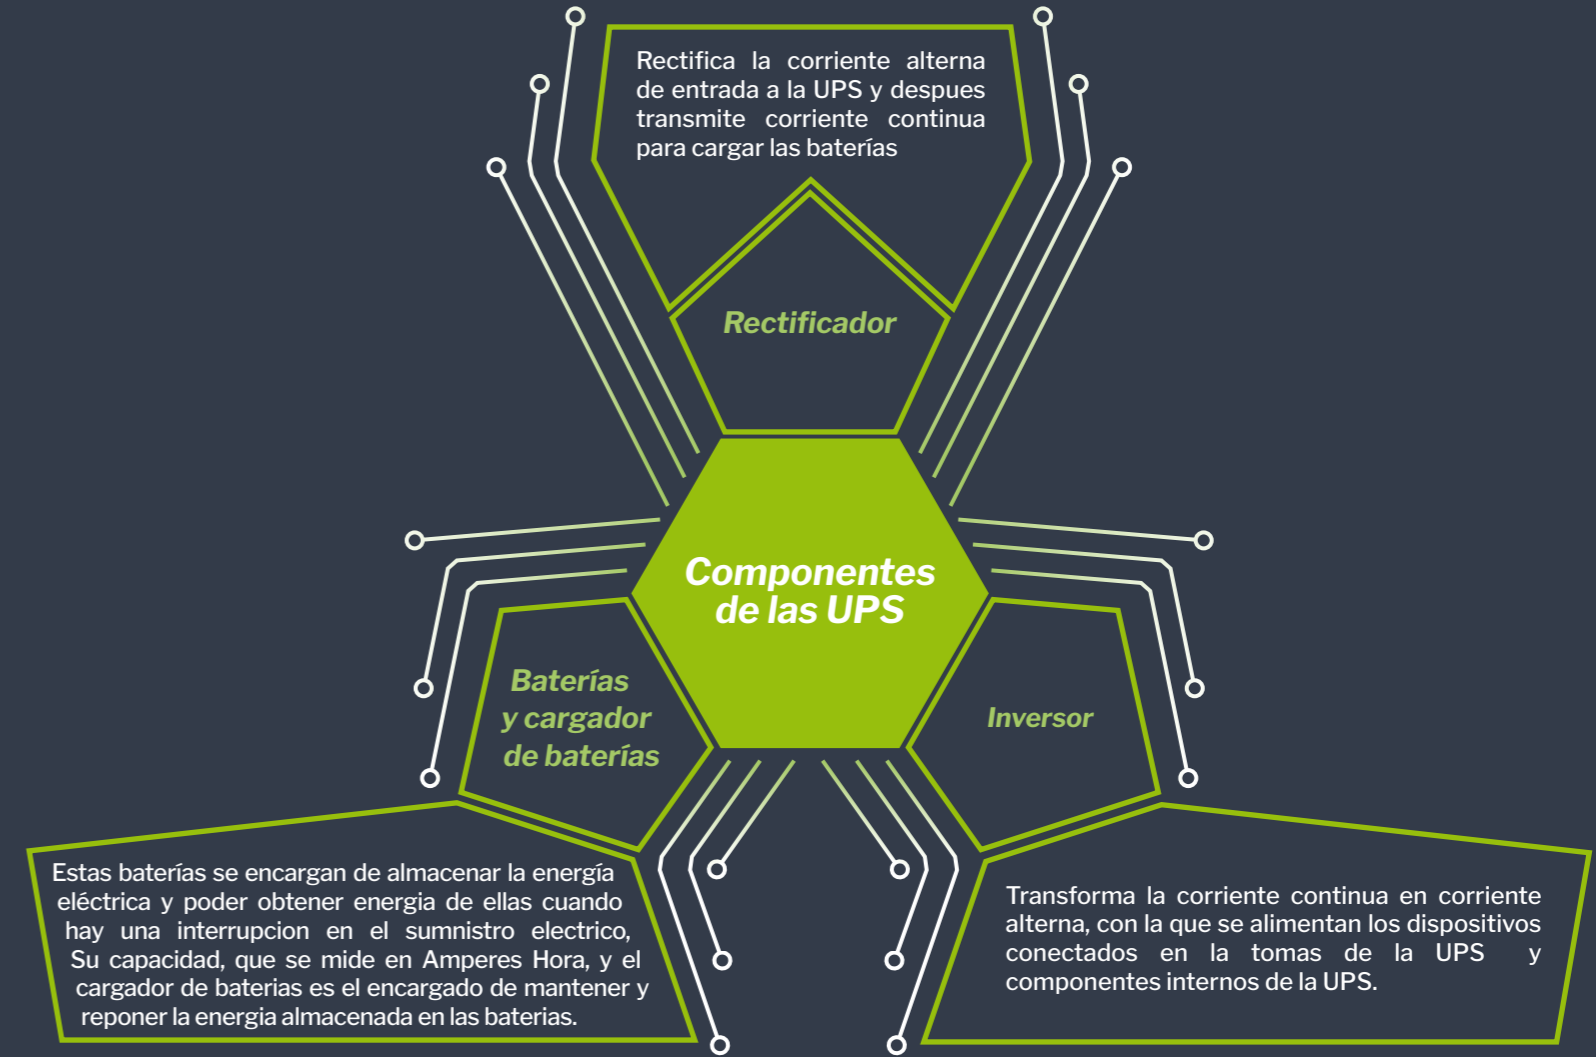 Rectifica la corriente alterna
de entrada a la UPS y despues
transmite corriente continua
para cargar las baterías
Rectificador
Componentes
de las UPS
Baterías
y cargador
de baterías
Inversor
Estas baterías se encargan de almacenar la energía
eléctrica y poder obtener energia de ellas cuando
hay una interrupcion en el sumnistro electrico,
Su capacidad, que se mide en Amperes Hora, y el
cargador de baterias es el encargado de mantener y
reponer la energia almacenada en las baterias.
Transforma la corriente continua en corriente
alterna, con la que se alimentan los dispositivos
conectados en la tomas de la UPS y
componentes internos de la UPS.